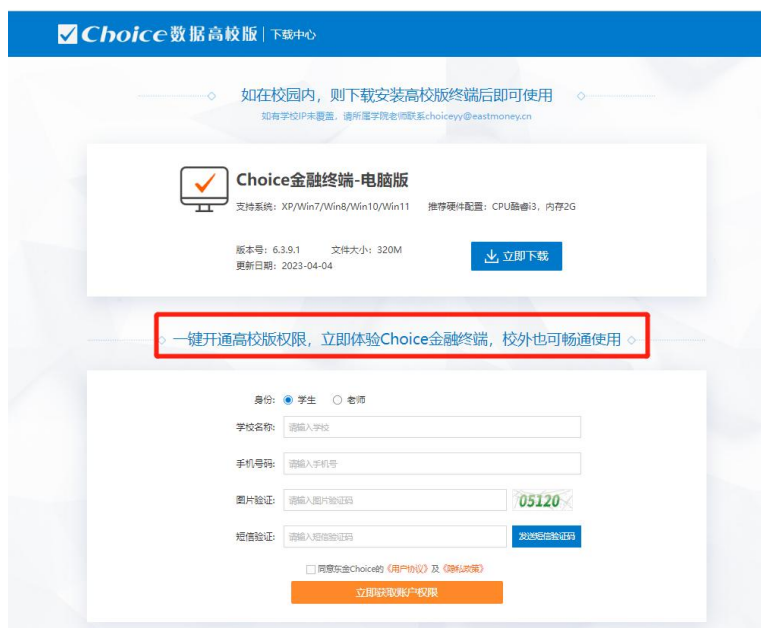 Choice数据高校版 | 下载中心
如在校园内，则下载安装高校版终端后即可使用
如有学校IP未覆盖，请所属学院老师联系choiceyy@eastmoney.cn
Choice金融终端-电脑版
支持系统：XP/Win7/Win8/Win10/Win11 推荐硬件配置：CPU酷睿i3，内存2G
版本号：6.3.9.1 文件大小：320M
更新日期：2023-04-04
立即下载
一键开通高校版权限，立即体验Choice金融终端，校外也可畅通使用
身份： 学生 老师
学校名称: 请输入学校
手机号码: 请输入手机号
图片验证: 请输入图片验证码 05120
短信验证: 请输入短信验证码 发送短信验证码
同意东金Choice的《用户协议》及《隐私政策》
立即获取账户权限